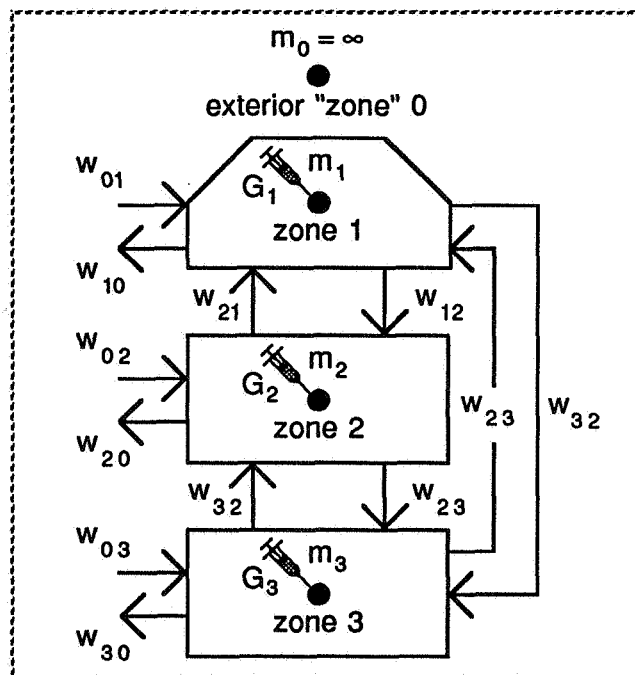 m₀ = ∞
exterior "zone" 0
w₀₁
m₁
G₁
zone 1
w₁₀
w₂₁
w₁₂
w₀₂
m₂
G₂
zone 2
w₂₀
w₂₃
w₃₂
w₃₂
w₂₃
w₀₃
m₃
G₃
zone 3
w₃₀